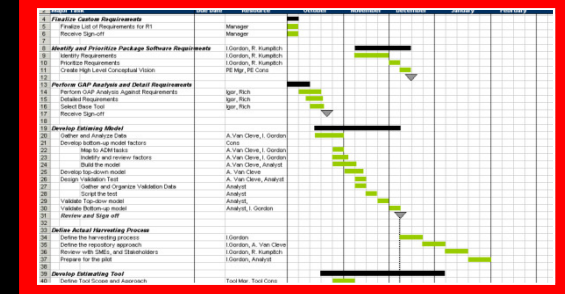 Major Task Due Date Resource October November December January February
4 Finalize Custom Requirements
5 Finalize List of Requirements for R1 Manager
6 Receive Sign-off Manager
7
8 Identify and Prioritize Package Software Requirements I.Gordon, R. Kumpitch
9 Identity Requirements I.Gordon, R. Kumpitch
10 Prioritize Requirements I.Gordon, R. Kumpitch
11 Create High Level Conceptual Vision PE Mgr, PE Cons
12
13 Perform GAP Analysis and Detail Requirements
14 Perform GAP Analysis Against Requirements Igor, Rich
15 Detailed Requirements Igor, Rich
16 Select Base Tool Igor, Rich
17 Receive Sign-off
18
19 Develop Estiming Model
20 Gather and Analyze Data A. Van Cleve, I. Gordon
21 Develop bottom-up model factors Cons
22 Map to ADM tasks A. Van Cleve, I. Gordon
23 Indetify and review factors A. Van Cleve, I. Gordon
24 Build the model A. Van Cleve, Analyst
25 Develop top-down model A. Van Cleve
26 Design Validation Test A. Van Cleve, Analyst
27 Gather and Organize Validation Data Analyst
28 Script the test Analyst
29 Validate Top-dow model Analyst,
30 Validate Bottom-up model Analyst, I. Gordon
31 Review and Sign off
32
33 Define Actual Harvesting Process
34 Define the harvesting process I.Gordon
35 Define the repository approach I.Gordon, A. Van Cleve
36 Review with SMEs, and Stakeholders I.Gordon, R Kumpitch
37 Prepare for the pilot I.Gordon, Analyst
38
39 Develop Estimating Tool
40 Define Tool Scope and Approach Tool Mgr, Tool Cons